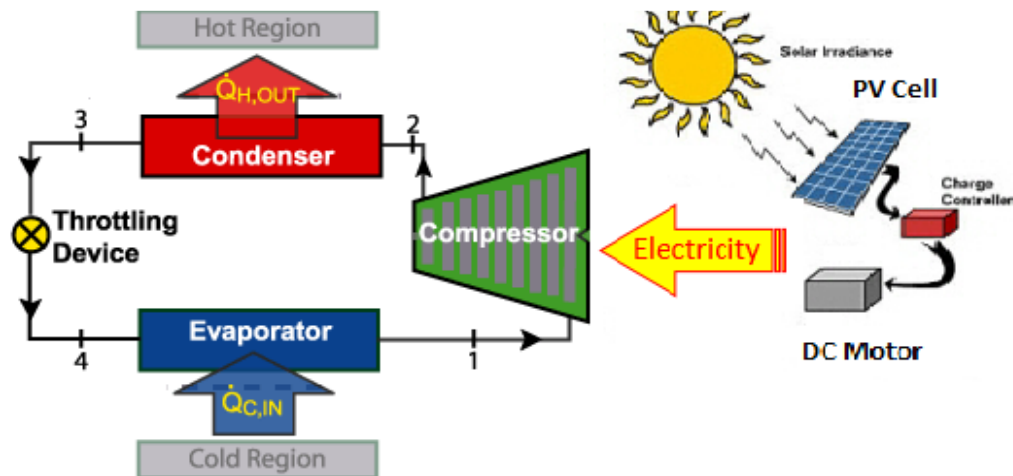 Hot Region
Q̇H,OUT
3
2
Condenser
Throttling
Device
Compressor
Evaporator
4
1
Q̇C,IN
Cold Region
Electricity
Solar Irradiance
PV Cell
Charge
Controller
DC Motor